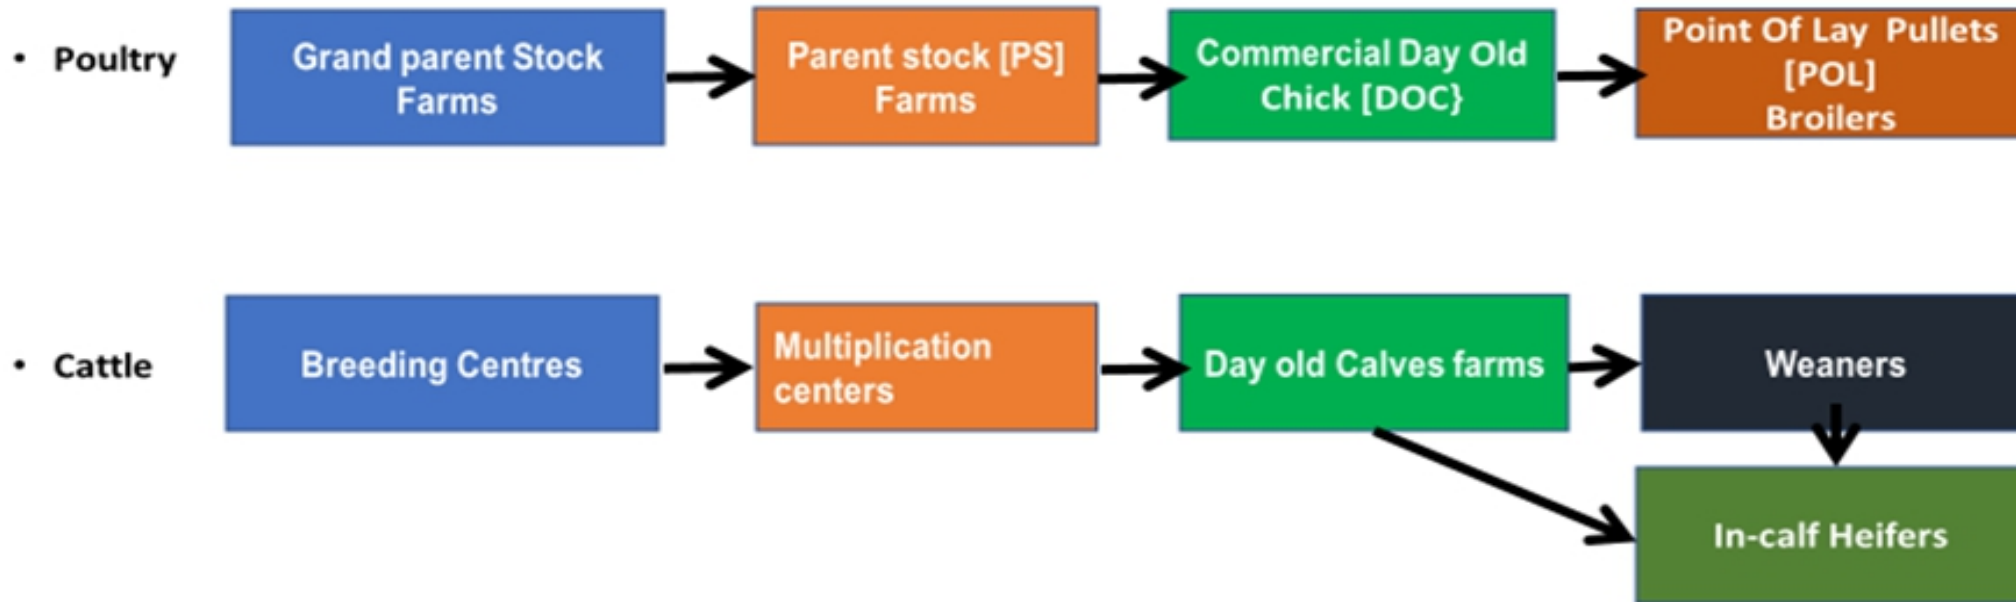 • Poultry
Grand parent Stock
Farms
Parent stock [PS]
Farms
Commercial Day Old
Chick [DOC}
Point Of Lay Pullets
[POL]
Broilers
• Cattle
Breeding Centres
Multiplication
centers
Day old Calves farms
Weaners
In-calf Heifers